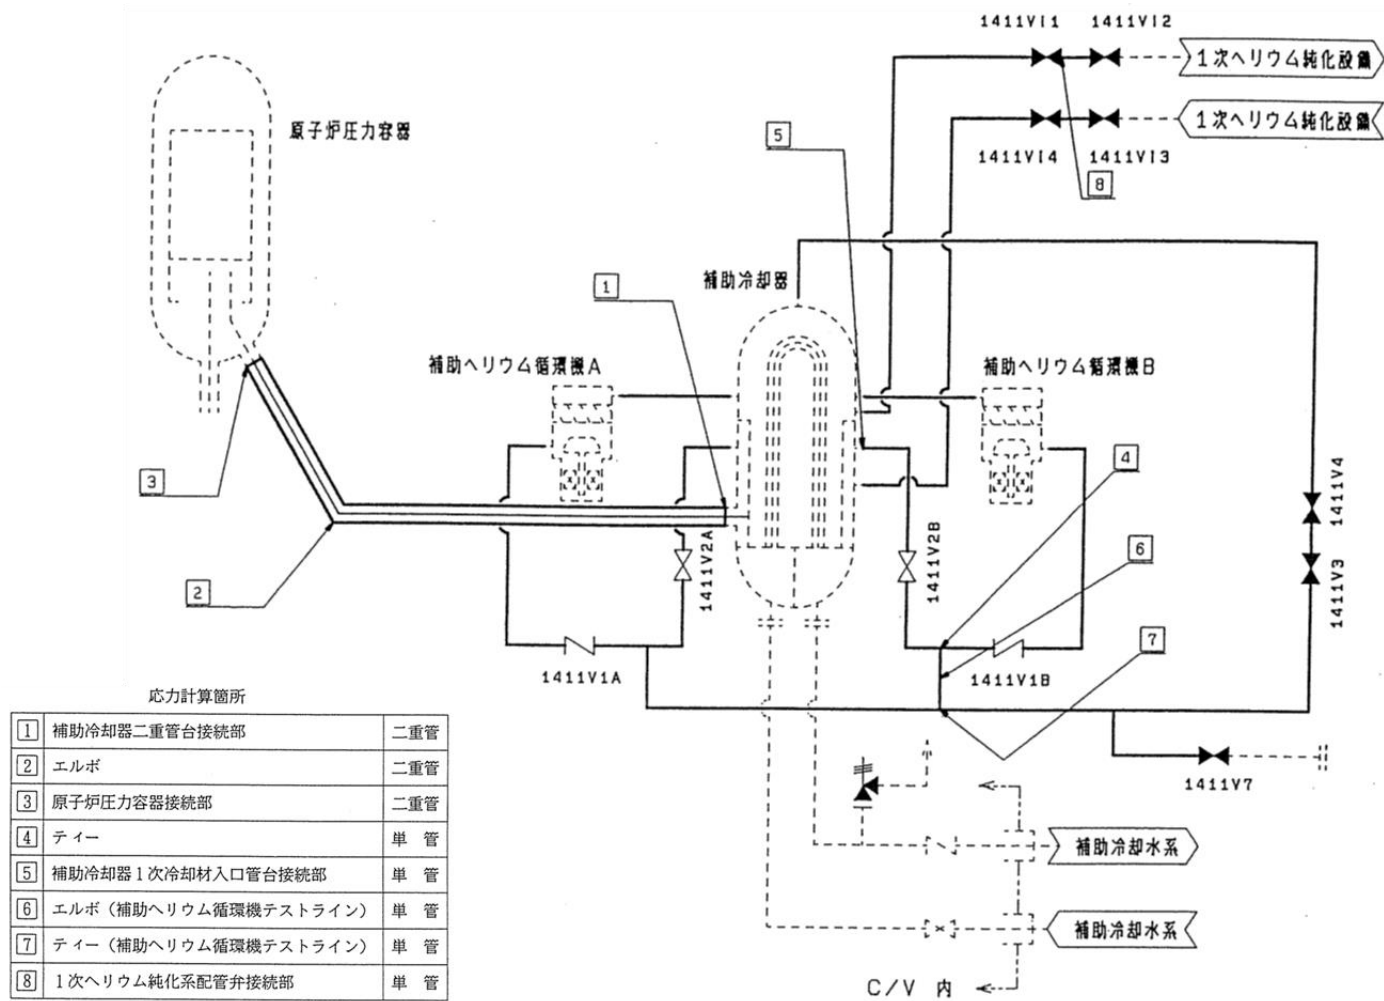 1411V11
1411V12
1次ヘリウム純化設備
1次ヘリウム純化設備
1411V14
1411V13
8
5
原子炉圧力容器
1
補助冷却器
補助ヘリウム循環機A
補助ヘリウム循環機B
3
4
1411V4
2
1411V2A
1411V2B
6
1411V3
1411V1A
1411V1B
7
1411V7
補助冷却水系
補助冷却水系
C/V 内
応力計算箇所
1 補助冷却器二重管台接続部 二重管
2 エルボ 二重管
3 原子炉圧力容器接続部 二重管
4 ティー 単 管
5 補助冷却器1次冷却材入口管台接続部 単 管
6 エルボ（補助ヘリウム循環機テストライン） 単 管
7 ティー（補助ヘリウム循環機テストライン） 単 管
8 1次ヘリウム純化系配管弁接続部 単 管